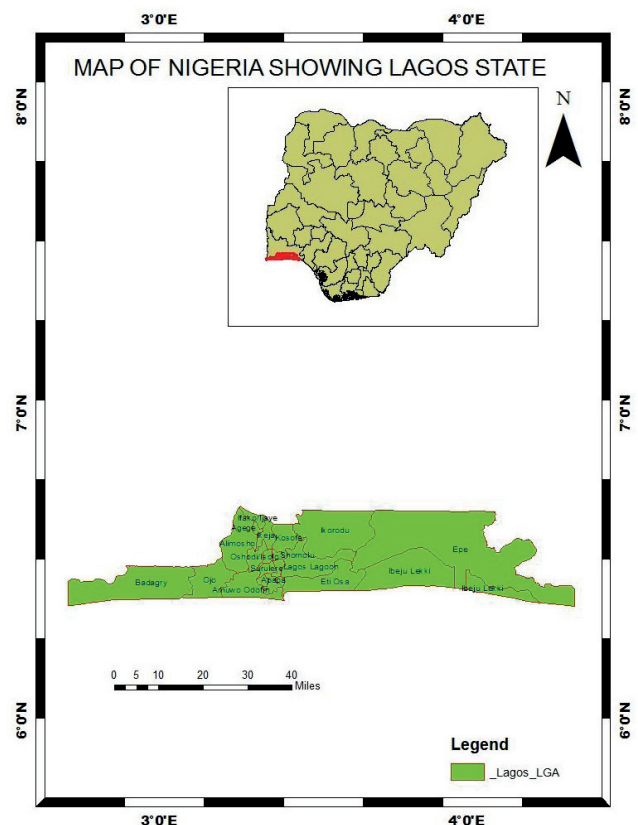 3°0'E 4°0'E
MAP OF NIGERIA SHOWING LAGOS STATE
N
8°0'N 8°0'N
7°0'N 7°0'N
Agege
Ikeja
Kosofe
Ikorodu
Alimosho
Epe
Shomolu
Surulere
Lagos Lagoon
Ibeju Lekki
Badagry
Ojo
Apapa
Eti Osa
Ibeju Lekki
Amuwo Odofin
0 5 10 20 30 40
Miles
6°0'N 6°0'N
Legend
_Lagos_LGA
3°0'E 4°0'E